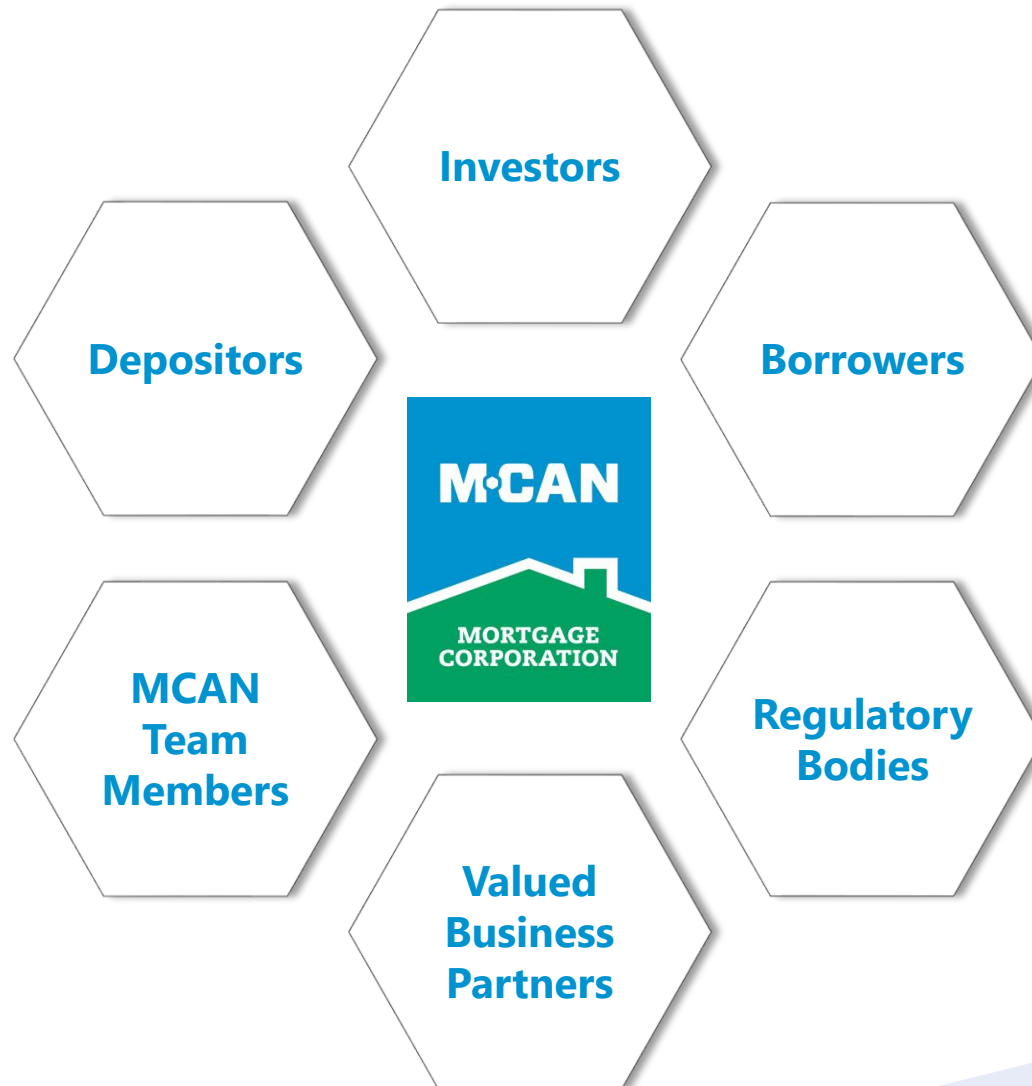 Investors
Depositors
Borrowers
M•CAN
MORTGAGE
CORPORATION
MCAN
Team
Members
Regulatory
Bodies
Valued
Business
Partners